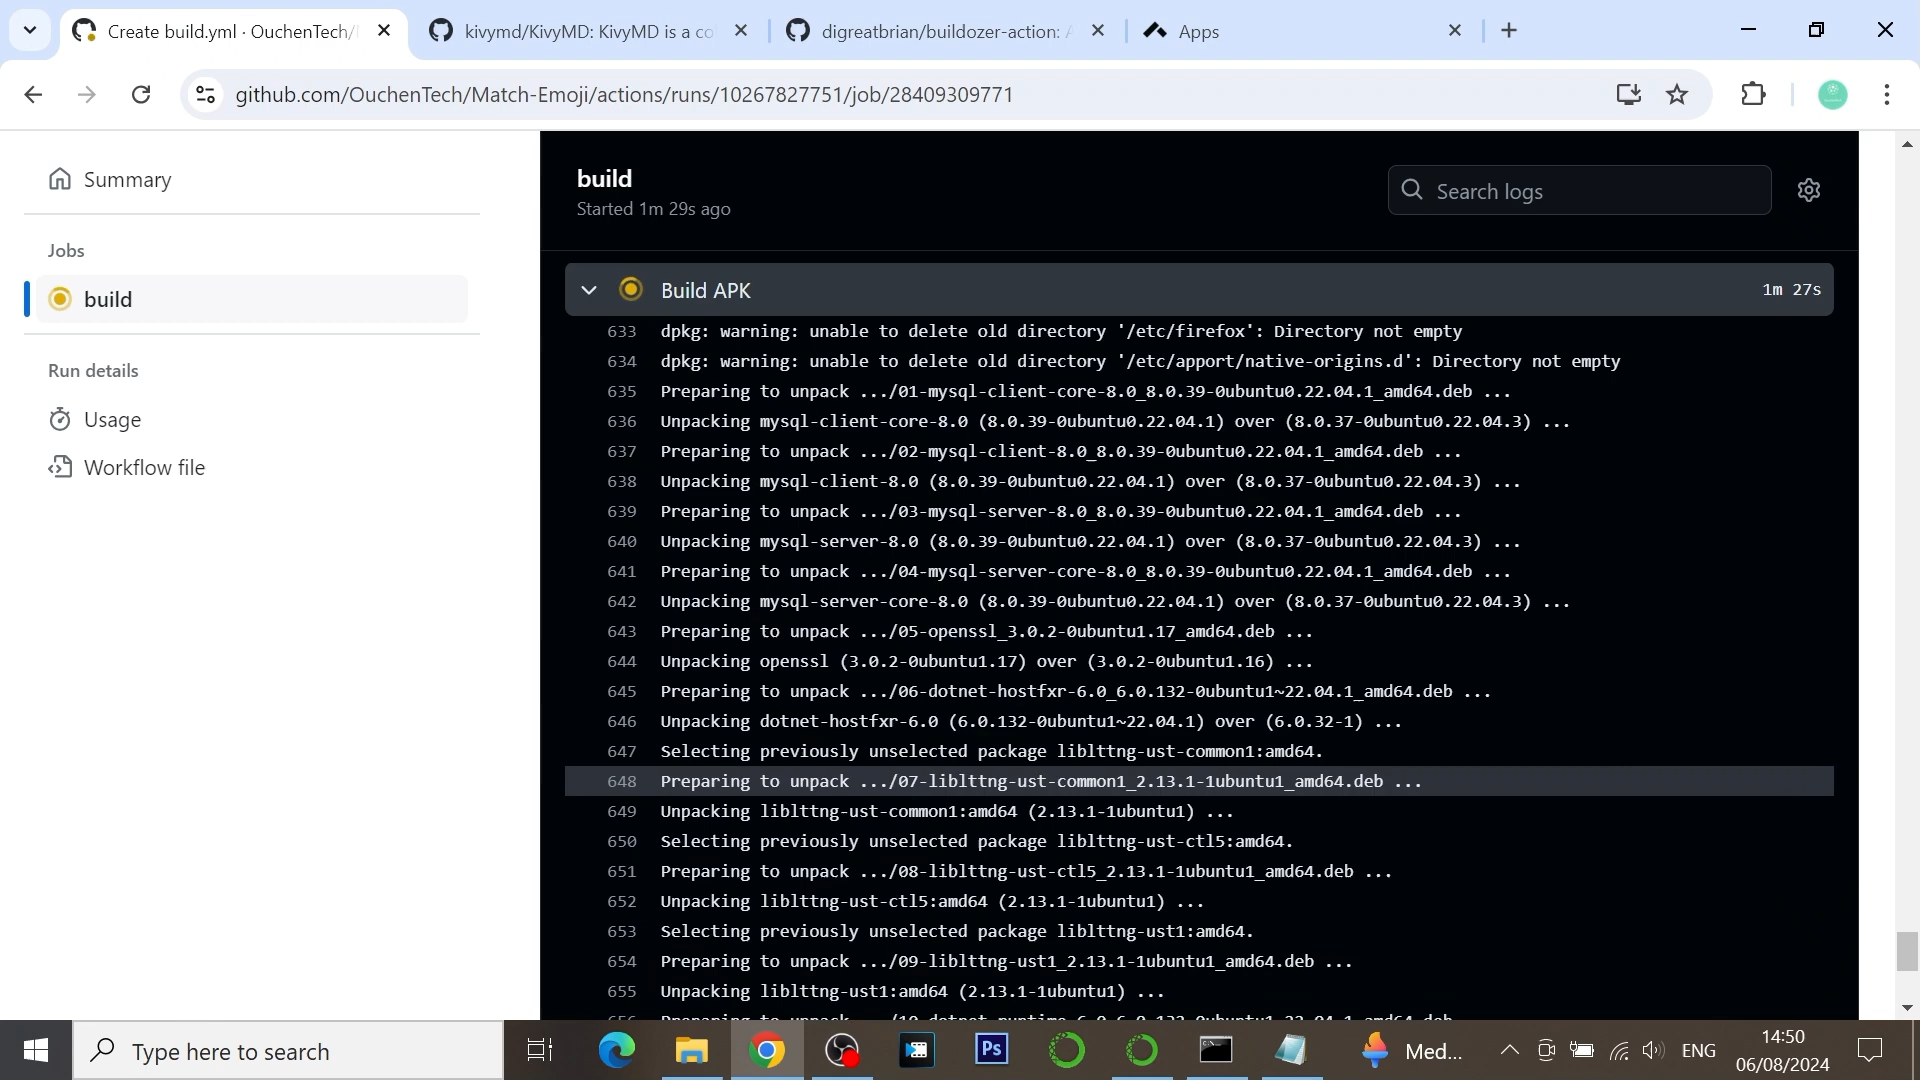 Create build.yml · OuchenTech/
kivymd/KivyMD: KivyMD is a co
digreatbrian/buildozer-action: A
Apps
github.com/OuchenTech/Match-Emoji/actions/runs/10267827751/job/28409309771
Summary
Jobs
build
Run details
Usage
Workflow file
build
Started 1m 29s ago
Search logs
Build APK
1m 27s
633 dpkg: warning: unable to delete old directory '/etc/firefox': Directory not empty
634 dpkg: warning: unable to delete old directory '/etc/apport/native-origins.d': Directory not empty
635 Preparing to unpack .../01-mysql-client-core-8.0_8.0.39-0ubuntu0.22.04.1_amd64.deb ...
636 Unpacking mysql-client-core-8.0 (8.0.39-0ubuntu0.22.04.1) over (8.0.37-0ubuntu0.22.04.3) ...
637 Preparing to unpack .../02-mysql-client-8.0_8.0.39-0ubuntu0.22.04.1_amd64.deb ...
638 Unpacking mysql-client-8.0 (8.0.39-0ubuntu0.22.04.1) over (8.0.37-0ubuntu0.22.04.3) ...
639 Preparing to unpack .../03-mysql-server-8.0_8.0.39-0ubuntu0.22.04.1_amd64.deb ...
640 Unpacking mysql-server-8.0 (8.0.39-0ubuntu0.22.04.1) over (8.0.37-0ubuntu0.22.04.3) ...
641 Preparing to unpack .../04-mysql-server-core-8.0_8.0.39-0ubuntu0.22.04.1_amd64.deb ...
642 Unpacking mysql-server-core-8.0 (8.0.39-0ubuntu0.22.04.1) over (8.0.37-0ubuntu0.22.04.3) ...
643 Preparing to unpack .../05-openssl_3.0.2-0ubuntu1.17_amd64.deb ...
644 Unpacking openssl (3.0.2-0ubuntu1.17) over (3.0.2-0ubuntu1.16) ...
645 Preparing to unpack .../06-dotnet-hostfxr-6.0_6.0.132-0ubuntu1~22.04.1_amd64.deb ...
646 Unpacking dotnet-hostfxr-6.0 (6.0.132-0ubuntu1~22.04.1) over (6.0.32-1) ...
647 Selecting previously unselected package liblttng-ust-common1:amd64.
648 Preparing to unpack .../07-liblttng-ust-common1_2.13.1-1ubuntu1_amd64.deb ...
649 Unpacking liblttng-ust-common1:amd64 (2.13.1-1ubuntu1) ...
650 Selecting previously unselected package liblttng-ust-ctl5:amd64.
651 Preparing to unpack .../08-liblttng-ust-ctl5_2.13.1-1ubuntu1_amd64.deb ...
652 Unpacking liblttng-ust-ctl5:amd64 (2.13.1-1ubuntu1) ...
653 Selecting previously unselected package liblttng-ust1:amd64.
654 Preparing to unpack .../09-liblttng-ust1_2.13.1-1ubuntu1_amd64.deb ...
655 Unpacking liblttng-ust1:amd64 (2.13.1-1ubuntu1) ...
656 Preparing to unpack .../10-dotnet-runtime-6.0_6.0.132-0ubuntu1~22.04.1_amd64.deb
Type here to search
Ps
Med...
ENG
14:50
06/08/2024